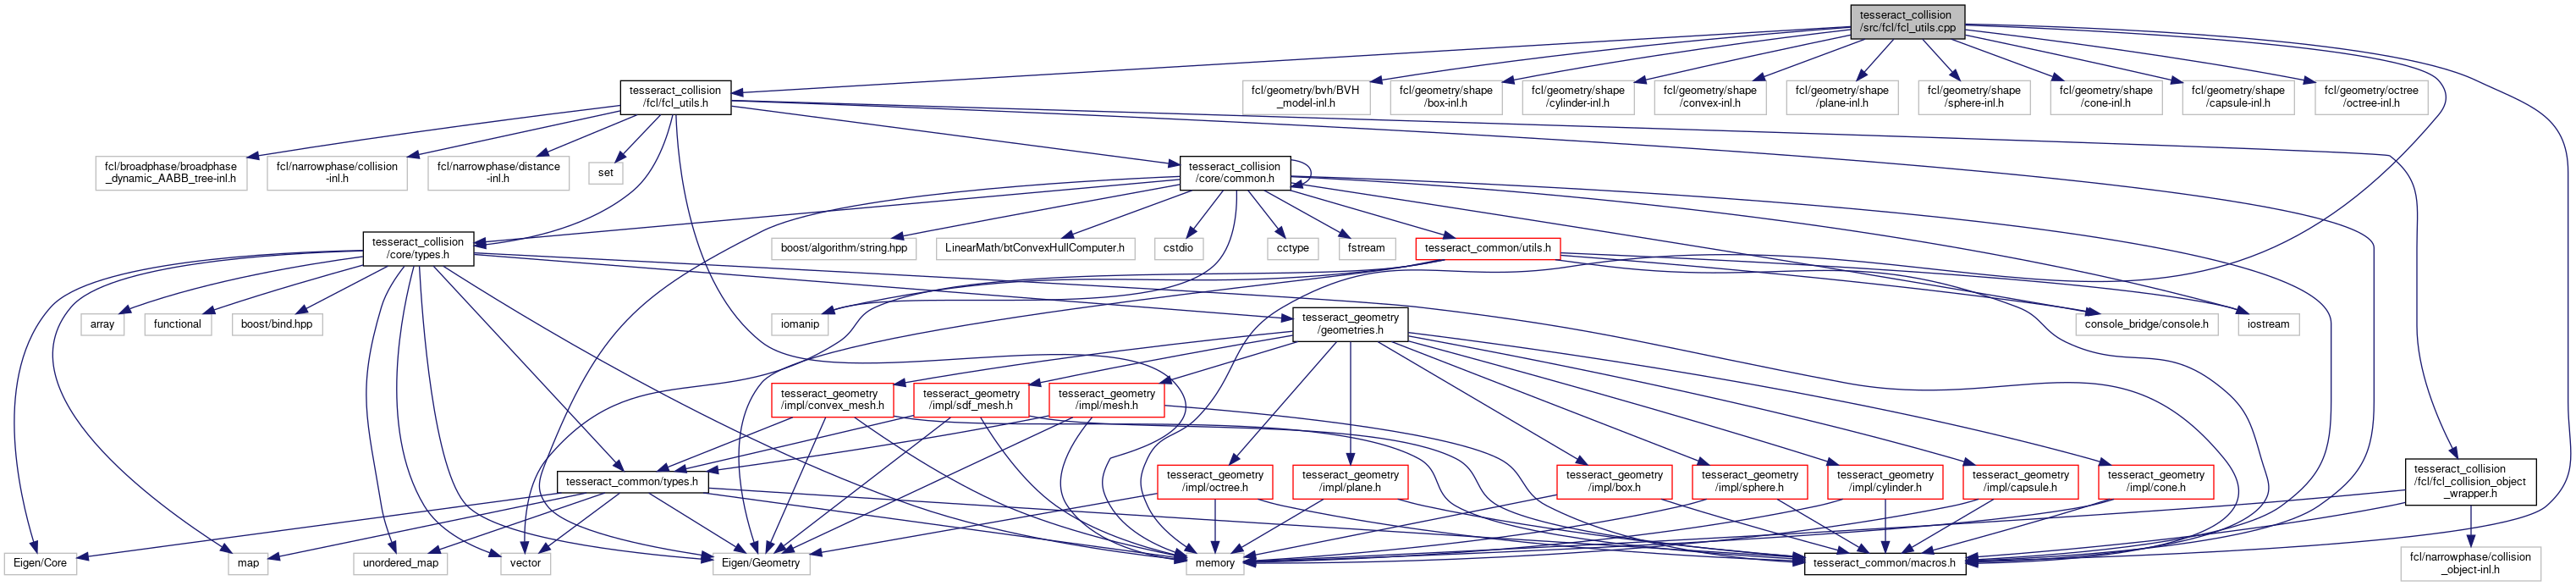 tesseract_collision
/src/fcl/fcl_utils.cpp
tesseract_collision
/fcl/fcl_utils.h
fcl/geometry/bvh/BVH
_model-inl.h
fcl/geometry/shape
/box-inl.h
fcl/geometry/shape
/cylinder-inl.h
fcl/geometry/shape
/convex-inl.h
fcl/geometry/shape
/plane-inl.h
fcl/geometry/shape
/sphere-inl.h
fcl/geometry/shape
/cone-inl.h
fcl/geometry/shape
/capsule-inl.h
fcl/geometry/octree
/octree-inl.h
fcl/broadphase/broadphase
_dynamic_AABB_tree-inl.h
fcl/narrowphase/collision
-inl.h
fcl/narrowphase/distance
-inl.h
set
tesseract_collision
/core/common.h
tesseract_collision
/core/types.h
boost/algorithm/string.hpp
LinearMath/btConvexHullComputer.h
cstdio
cctype
fstream
tesseract_common/utils.h
array
functional
boost/bind.hpp
iomanip
tesseract_geometry
/geometries.h
console_bridge/console.h
iostream
tesseract_geometry
/impl/convex_mesh.h
tesseract_geometry
/impl/sdf_mesh.h
tesseract_geometry
/impl/mesh.h
tesseract_common/types.h
tesseract_geometry
/impl/octree.h
tesseract_geometry
/impl/plane.h
tesseract_geometry
/impl/box.h
tesseract_geometry
/impl/sphere.h
tesseract_geometry
/impl/cylinder.h
tesseract_geometry
/impl/capsule.h
tesseract_geometry
/impl/cone.h
tesseract_collision
/fcl/fcl_collision_object
_wrapper.h
Eigen/Core
map
unordered_map
vector
Eigen/Geometry
memory
tesseract_common/macros.h
fcl/narrowphase/collision
_object-inl.h